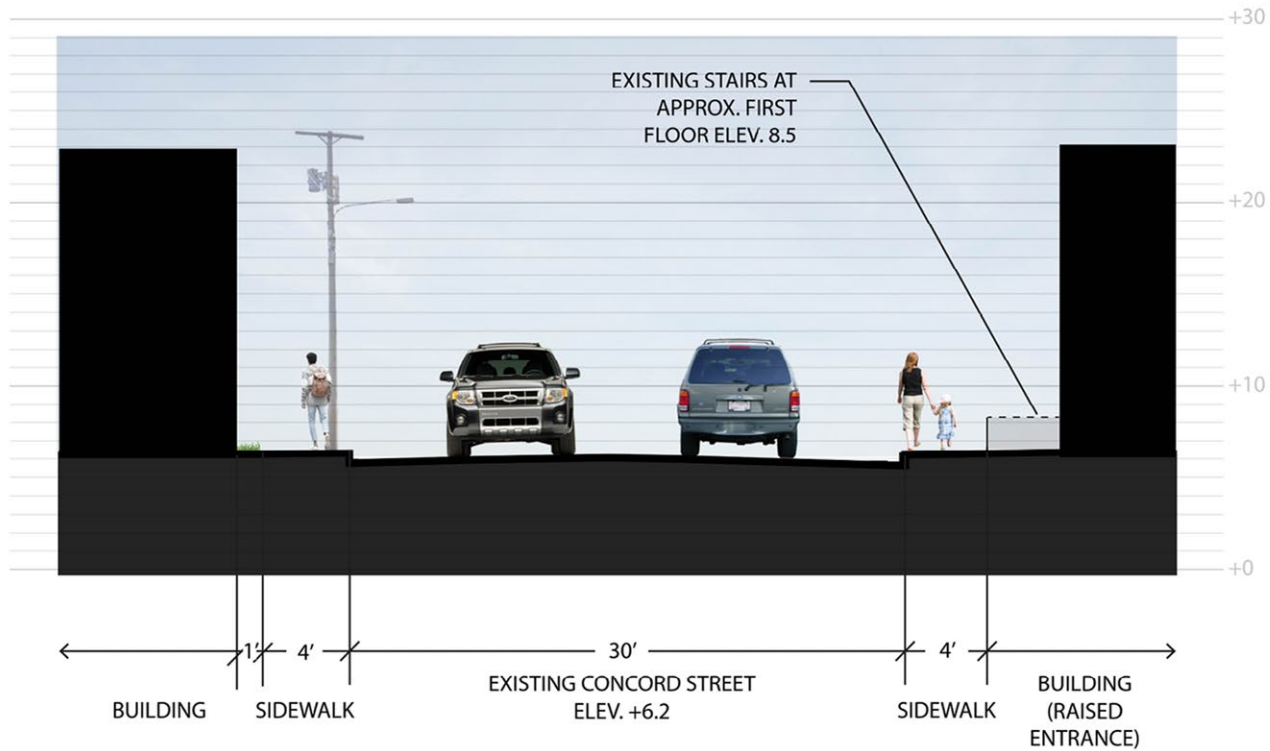 +30
EXISTING STAIRS AT
APPROX. FIRST
FLOOR ELEV. 8.5
+20
+10
+0
1'
4'
30'
4'
BUILDING
SIDEWALK
EXISTING CONCORD STREET
ELEV. +6.2
SIDEWALK
BUILDING
(RAISED
ENTRANCE)